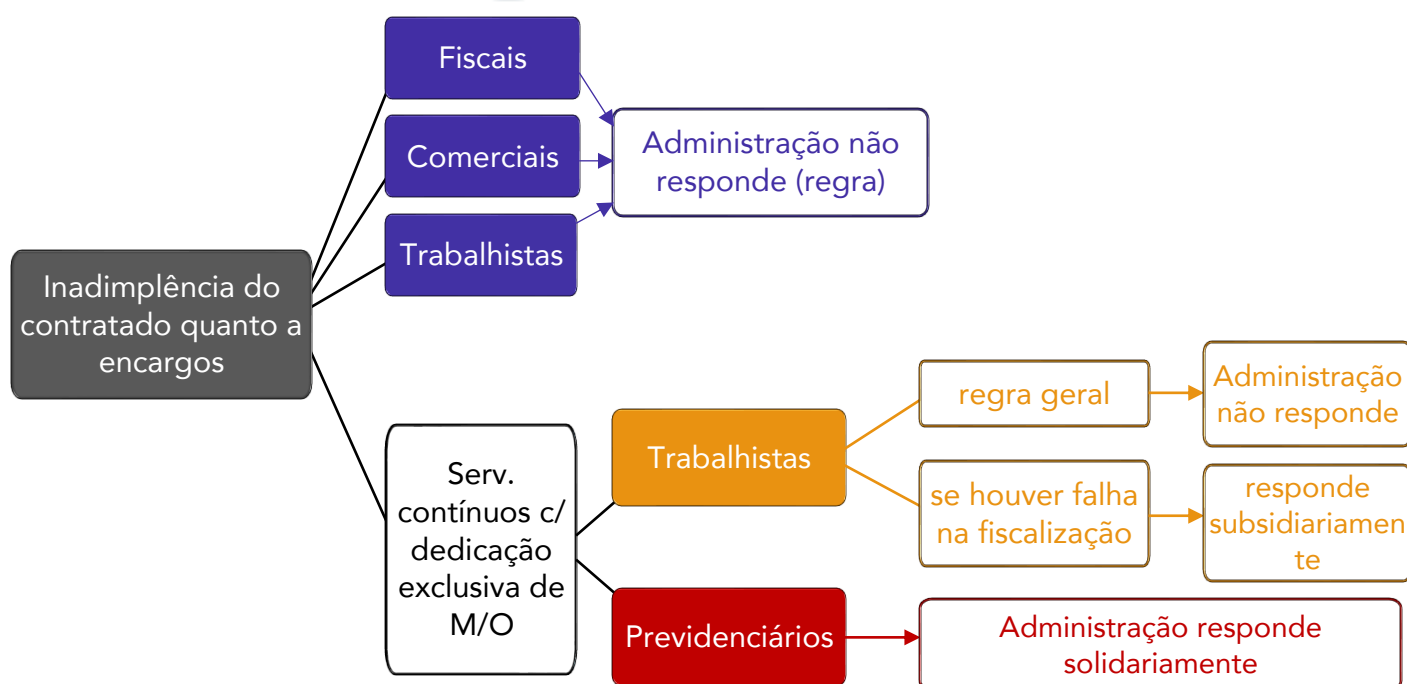 Fiscais
Comerciais
Trabalhistas
Administração não
responde (regra)
Inadimplência do
contratado quanto a
encargos
Serv.
contínuos c/
dedicação
exclusiva de
M/O
Trabalhistas
regra geral
Administração
não responde
se houver falha
na fiscalização
responde
subsidiariamen
te
Previdenciários
Administração responde
solidariamente